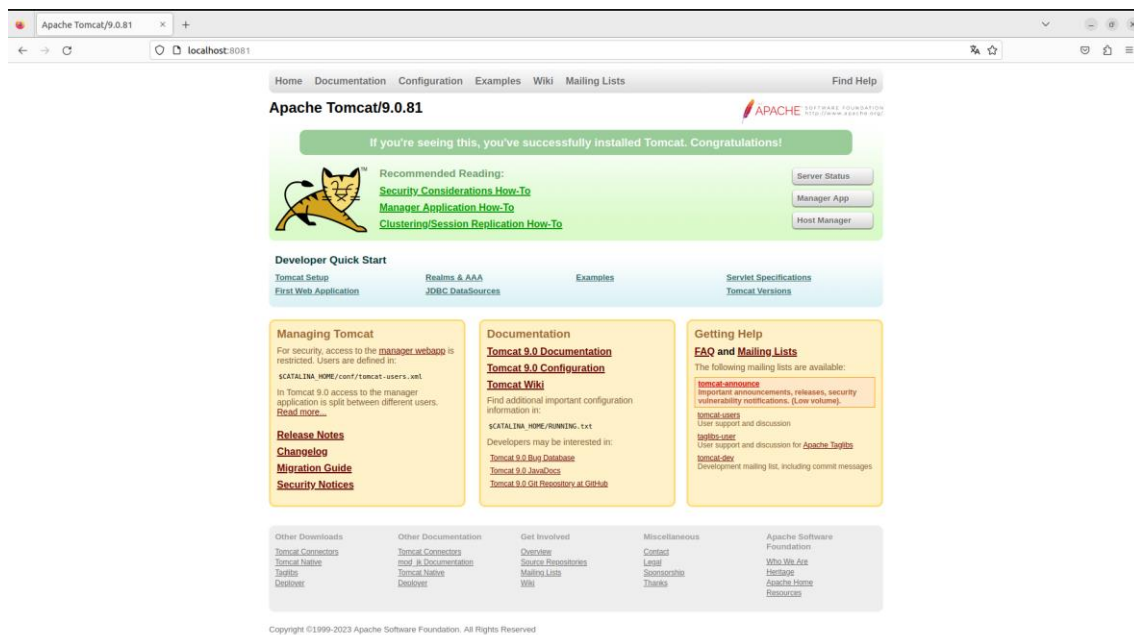 Apache Tomcat/9.0.81
localhost:8081
Home Documentation Configuration Examples Wiki Mailing Lists Find Help
Apache Tomcat/9.0.81
APACHE SOFTWARE FOUNDATION
http://www.apache.org/
If you're seeing this, you've successfully installed Tomcat. Congratulations!
TM
Recommended Reading:
Security Considerations How-To
Manager Application How-To
Clustering/Session Replication How-To
Server Status
Manager App
Host Manager
Developer Quick Start
Tomcat Setup
First Web Application
Realms & AAA
JDBC DataSources
Examples
Servlet Specifications
Tomcat Versions
Managing Tomcat
For security, access to the manager webapp is
restricted. Users are defined in:
$CATALINA_HOME/conf/tomcat-users.xml
In Tomcat 9.0 access to the manager
application is split between different users.
Read more...
Release Notes
Changelog
Migration Guide
Security Notices
Documentation
Tomcat 9.0 Documentation
Tomcat 9.0 Configuration
Tomcat Wiki
Find additional important configuration
information in:
$CATALINA_HOME/RUNNING.txt
Developers may be interested in:
Tomcat 9.0 Bug Database
Tomcat 9.0 JavaDocs
Tomcat 9.0 Git Repository at GitHub
Getting Help
FAQ and Mailing Lists
The following mailing lists are available:
tomcat-announce
Important announcements, releases, security
vulnerability notifications. (Low volume).
tomcat-users
User support and discussion
taglibs-user
User support and discussion for Apache Taglibs
tomcat-dev
Development mailing list, including commit messages
Other Downloads
Tomcat Connectors
Tomcat Native
Taglibs
Deployer
Other Documentation
Tomcat Connectors
mod_jk Documentation
Tomcat Native
Deployer
Get Involved
Overview
Source Repositories
Mailing Lists
Wiki
Miscellaneous
Contact
Legal
Sponsorship
Thanks
Apache Software
Foundation
Who We Are
Heritage
Apache Home
Resources
Copyright ©1999-2023 Apache Software Foundation. All Rights Reserved